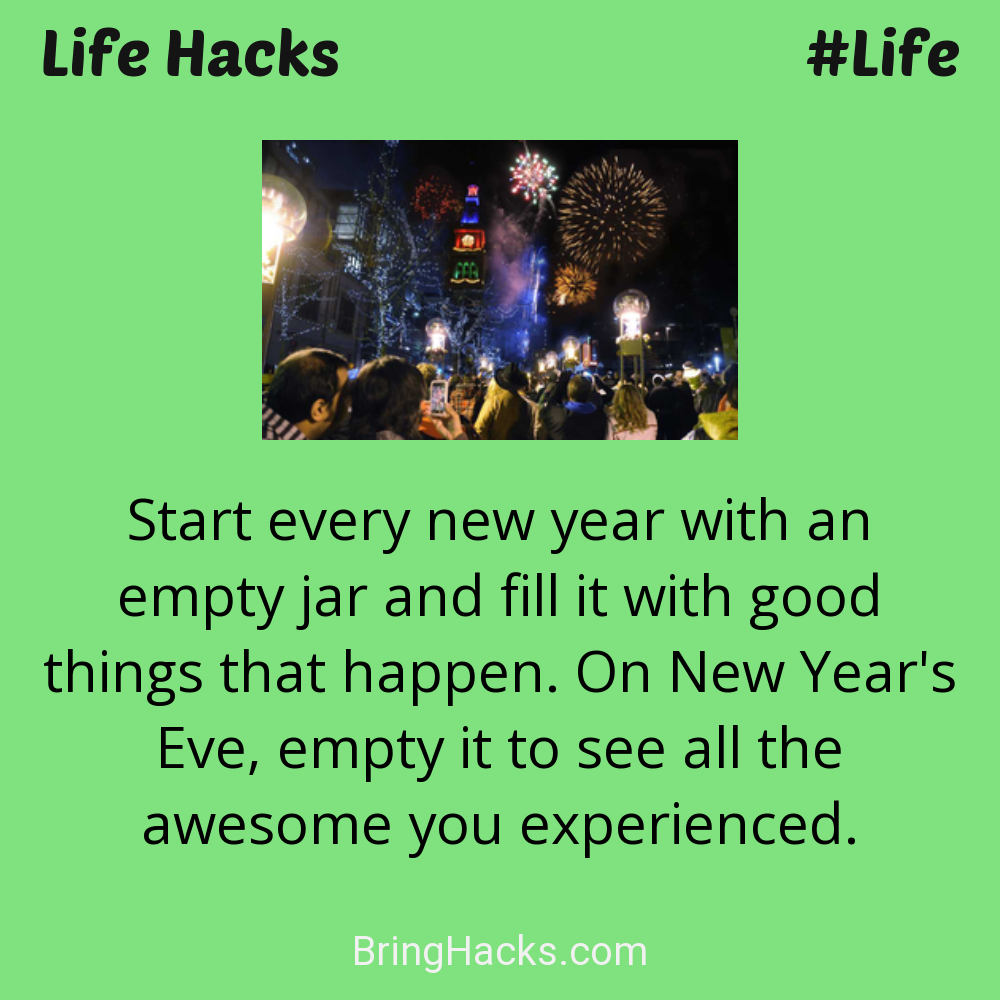 Life Hacks
#Life
Start every new year with an
empty jar and fill it with good
things that happen. On New Year's
Eve, empty it to see all the
awesome you experienced.
BringHacks.com